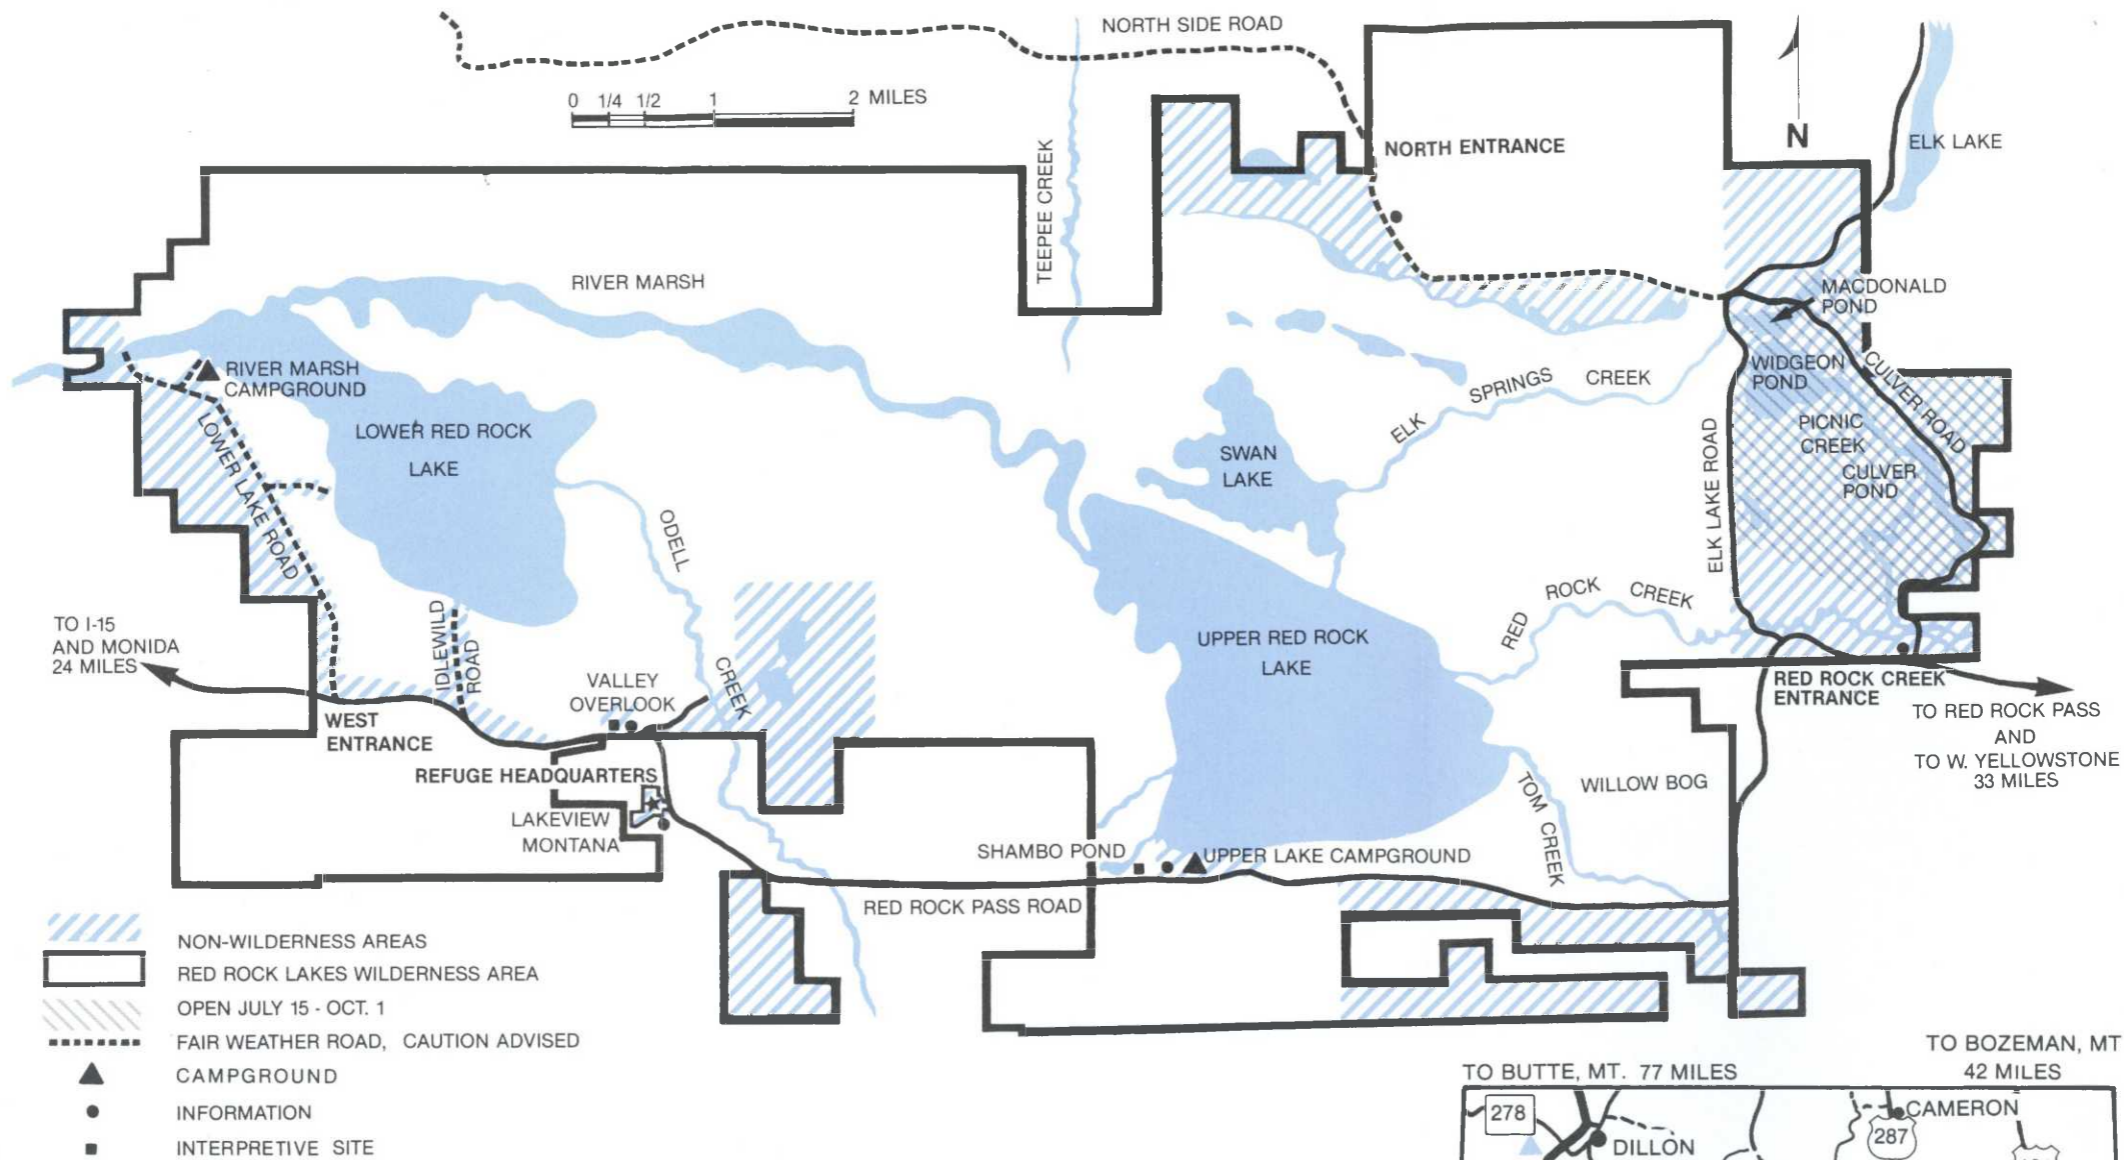 NORTH SIDE ROAD
0 1/4 1/2 1 2 MILES
N
ELK LAKE
NORTH ENTRANCE
TEEPEE CREEK
RIVER MARSH
MACDONALD
POND
RIVER MARSH
CAMPGROUND
WIDGEON
POND
CULVER ROAD
SPRINGS CREEK
ELK
LOWER RED ROCK
LAKE
LOWER LAKE ROAD
SWAN
LAKE
PICNIC
CREEK
CULVER
POND
ELK LAKE ROAD
ODELL
CREEK
RED ROCK CREEK
TO I-15
AND MONIDA
24 MILES
IDLEWILD
ROAD
UPPER RED ROCK
LAKE
VALLEY
OVERLOOK
WEST
ENTRANCE
RED ROCK CREEK
ENTRANCE
TO RED ROCK PASS
AND
TO W. YELLOWSTONE
33 MILES
REFUGE HEADQUARTERS
LAKEVIEW
MONTANA
WILLOW BOG
TOM CREEK
SHAMBO POND
UPPER LAKE CAMPGROUND
RED ROCK PASS ROAD
NON-WILDERNESS AREAS
RED ROCK LAKES WILDERNESS AREA
OPEN JULY 15 - OCT. 1
FAIR WEATHER ROAD, CAUTION ADVISED
CAMPGROUND
INFORMATION
INTERPRETIVE SITE
TO BOZEMAN, MT
42 MILES
TO BUTTE, MT. 77 MILES
278
DILLON
CAMERON
287